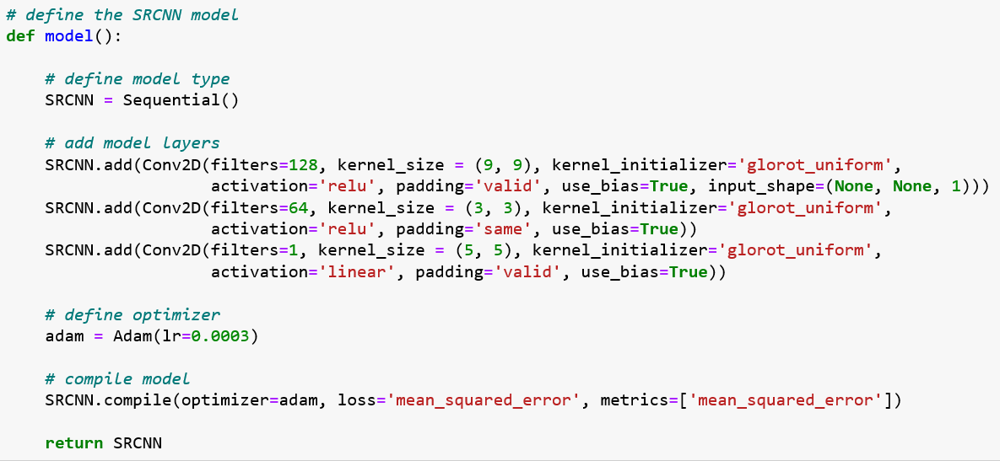 # define the SRCNN model
def model():
    # define model type
    SRCNN = Sequential()
    # add model layers
    SRCNN.add(Conv2D(filters=128, kernel_size = (9, 9), kernel_initializer='glorot_uniform',
                     activation='relu', padding='valid', use_bias=True, input_shape=(None, None, 1)))
    SRCNN.add(Conv2D(filters=64, kernel_size = (3, 3), kernel_initializer='glorot_uniform',
                     activation='relu', padding='same', use_bias=True))
    SRCNN.add(Conv2D(filters=1, kernel_size = (5, 5), kernel_initializer='glorot_uniform',
                     activation='linear', padding='valid', use_bias=True))
    # define optimizer
    adam = Adam(lr=0.0003)
    # compile model
    SRCNN.compile(optimizer=adam, loss='mean_squared_error', metrics=['mean_squared_error'])
    return SRCNN